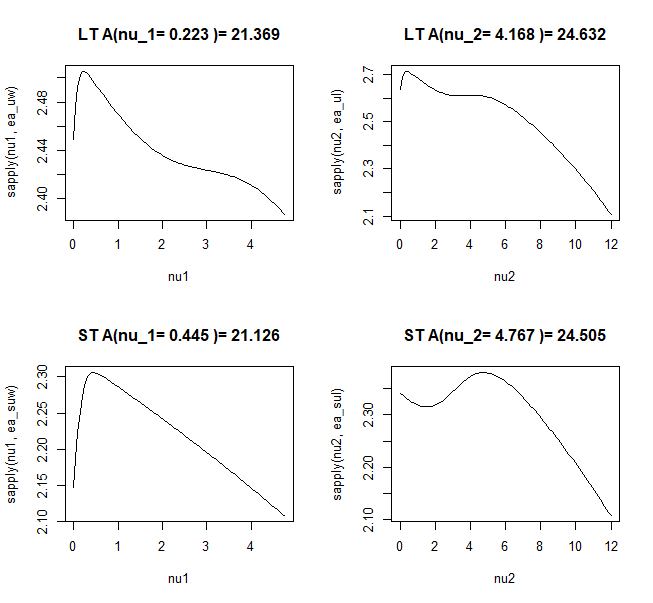 LT A(nu_1= 0.223 )= 21.369
sapply(nu1, ea_uw)
2.40 2.44 2.48
0 1 2 3 4
nu1
LT A(nu_2= 4.168 )= 24.632
sapply(nu2, ea_ul)
2.1 2.3 2.5 2.7
0 2 4 6 8 10 12
nu2
ST A(nu_1= 0.445 )= 21.126
sapply(nu1, ea_suw)
2.10 2.15 2.20 2.25 2.30
0 1 2 3 4
nu1
ST A(nu_2= 4.767 )= 24.505
sapply(nu2, ea_sul)
2.10 2.20 2.30
0 2 4 6 8 10 12
nu2